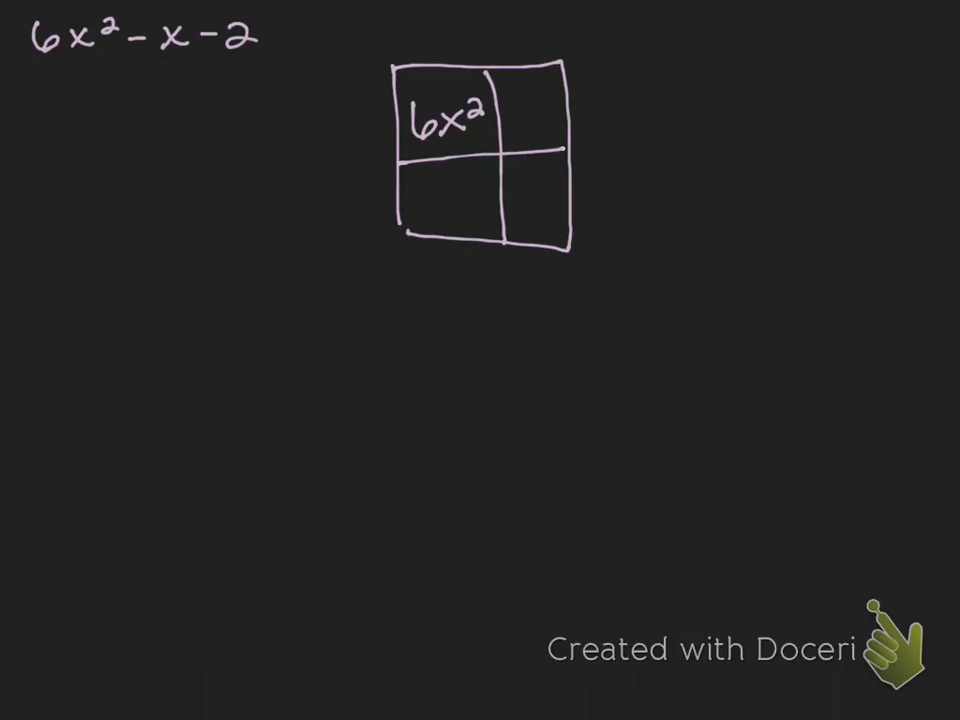 6x² - x - 2
6x²
Created with Doceri